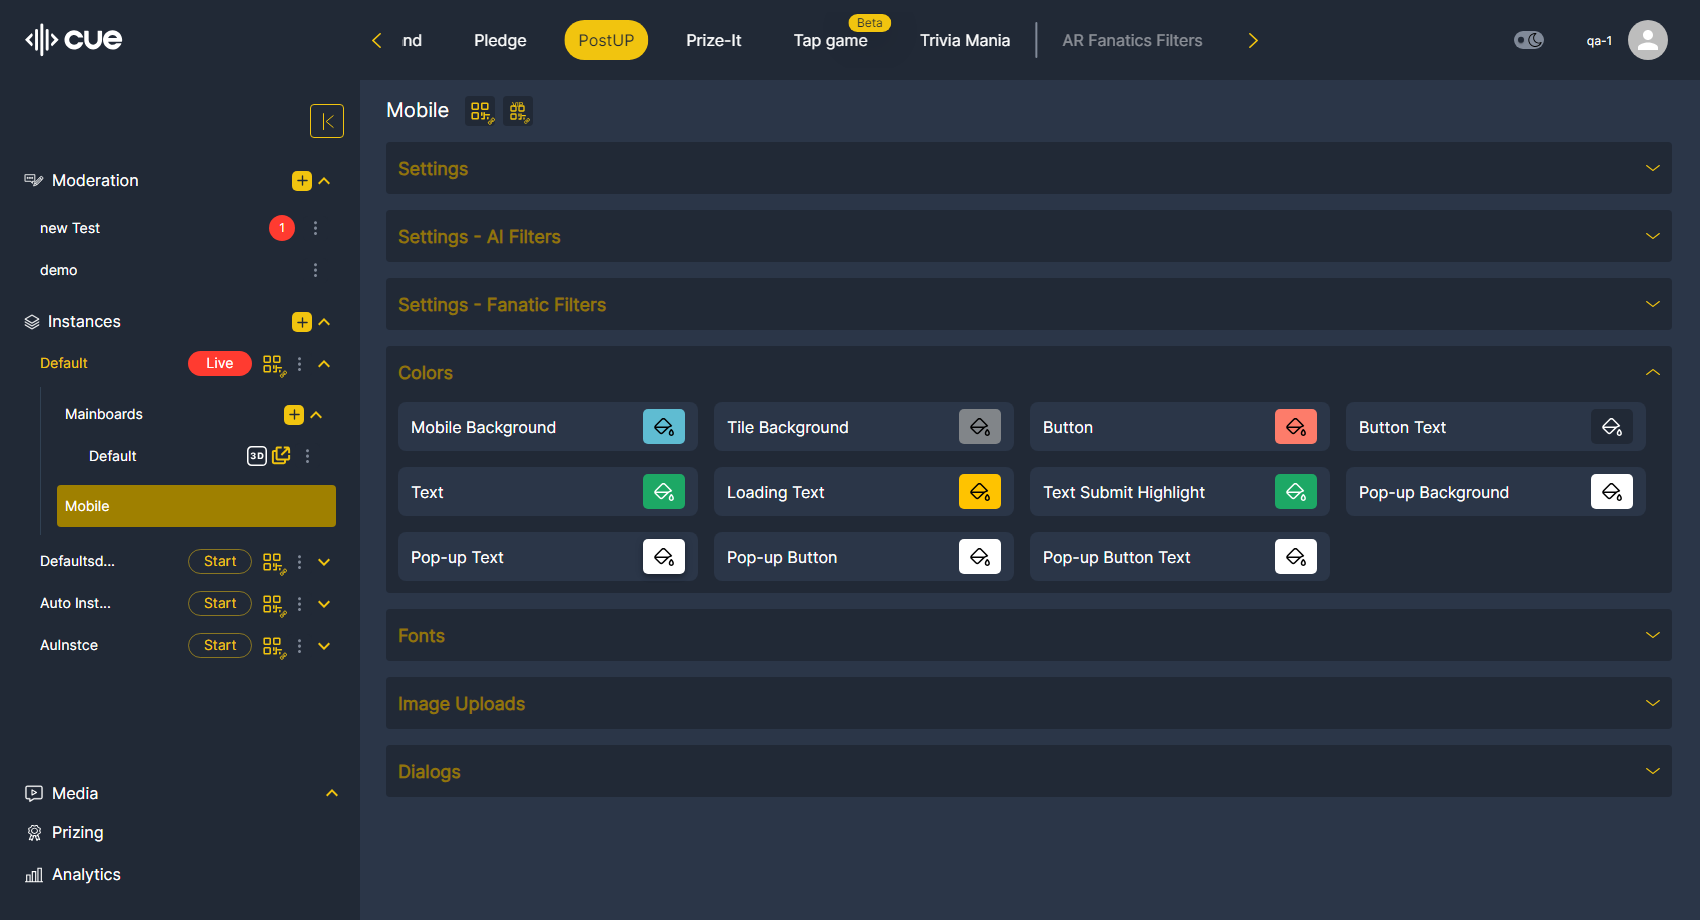 cue
nd
Pledge
PostUP
Prize-It
Beta
Tap game
Trivia Mania
AR Fanatics Filters
qa-1
Moderation
new Test
1
demo
Instances
Default
Live
Mainboards
Default
3D
Mobile
Defaultsd...
Start
Auto Inst...
Start
AuInstce
Start
Media
Prizing
Analytics
Mobile
VIP
Settings
Settings - AI Filters
Settings - Fanatic Filters
Colors
Mobile Background
Tile Background
Button
Button Text
Text
Loading Text
Text Submit Highlight
Pop-up Background
Pop-up Text
Pop-up Button
Pop-up Button Text
Fonts
Image Uploads
Dialogs